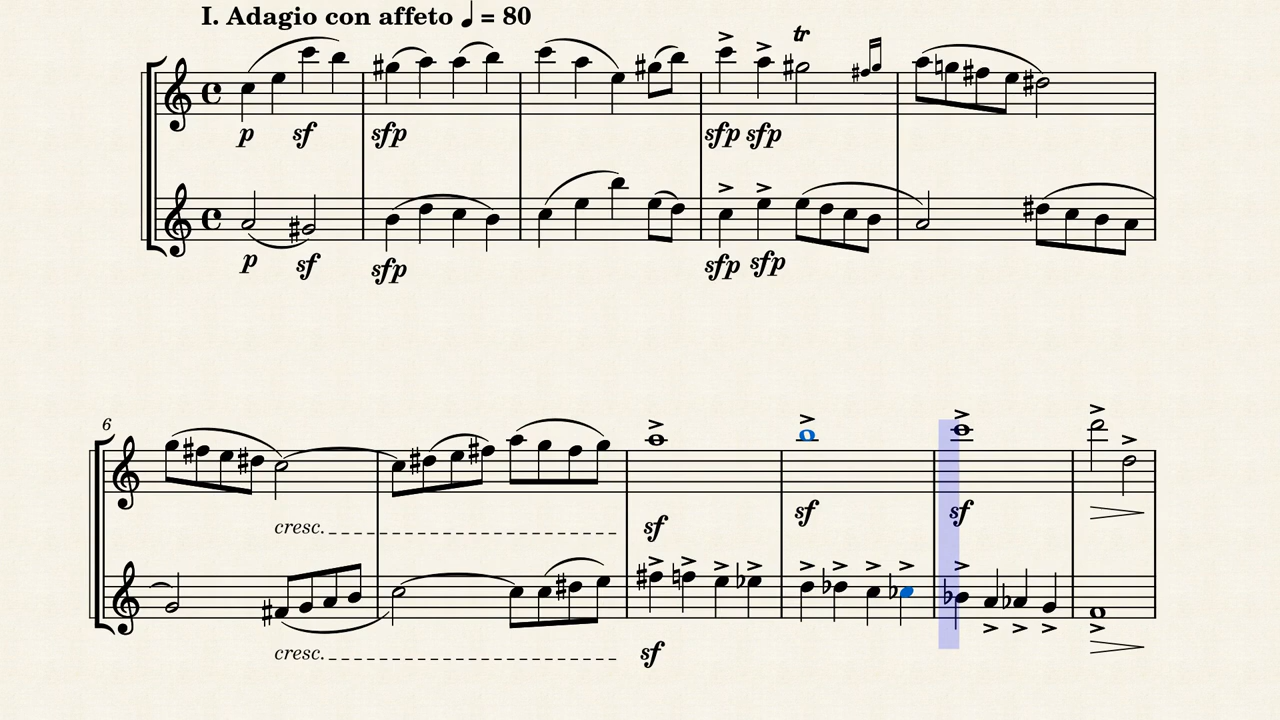 I. Adagio con affeto ♩ = 80
tr
p sf sfp sfp sfp
p sf sfp sfp sfp
6
cresc. sf sf sf
cresc. sf